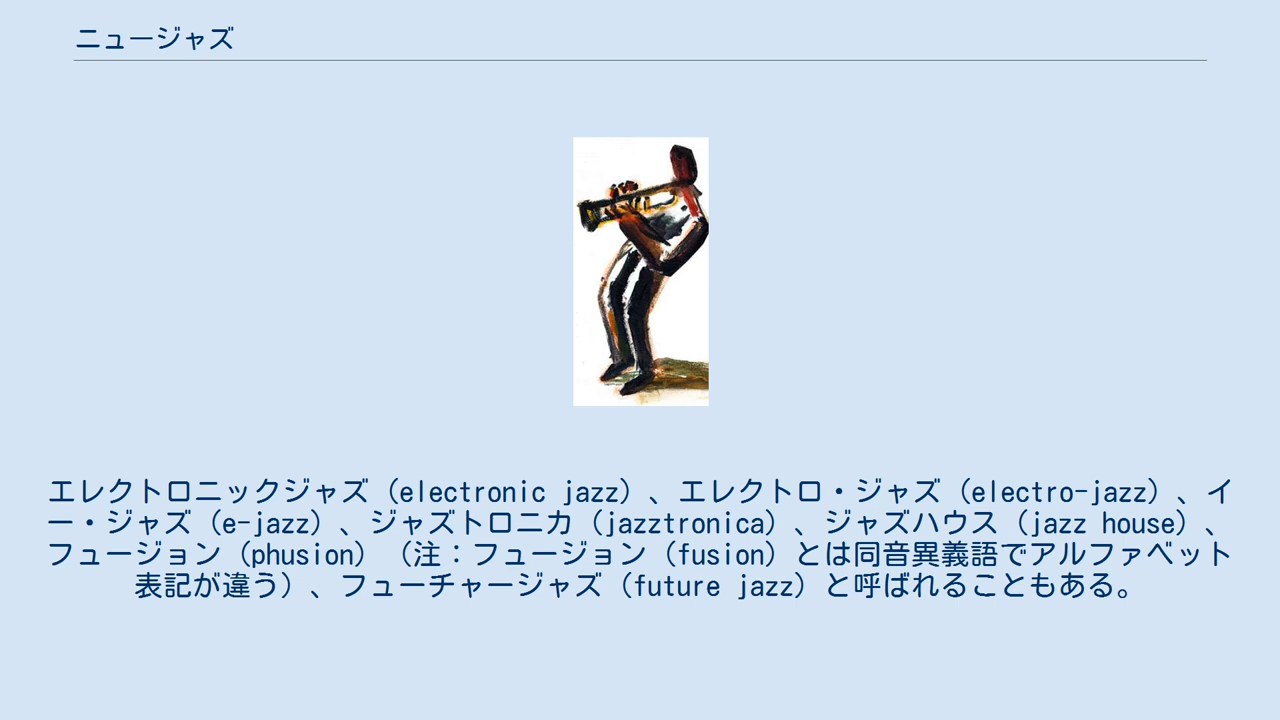 ニュージャズ
エレクトロニックジャズ（electronic jazz）、エレクトロ・ジャズ（electro-jazz）、イ
ー・ジャズ（e-jazz）、ジャズトロニカ（jazztronica）、ジャズハウス（jazz house）、
フュージョン（phusion）（注：フュージョン（fusion）とは同音異義語でアルファベット
表記が違う）、フューチャージャズ（future jazz）と呼ばれることもある。